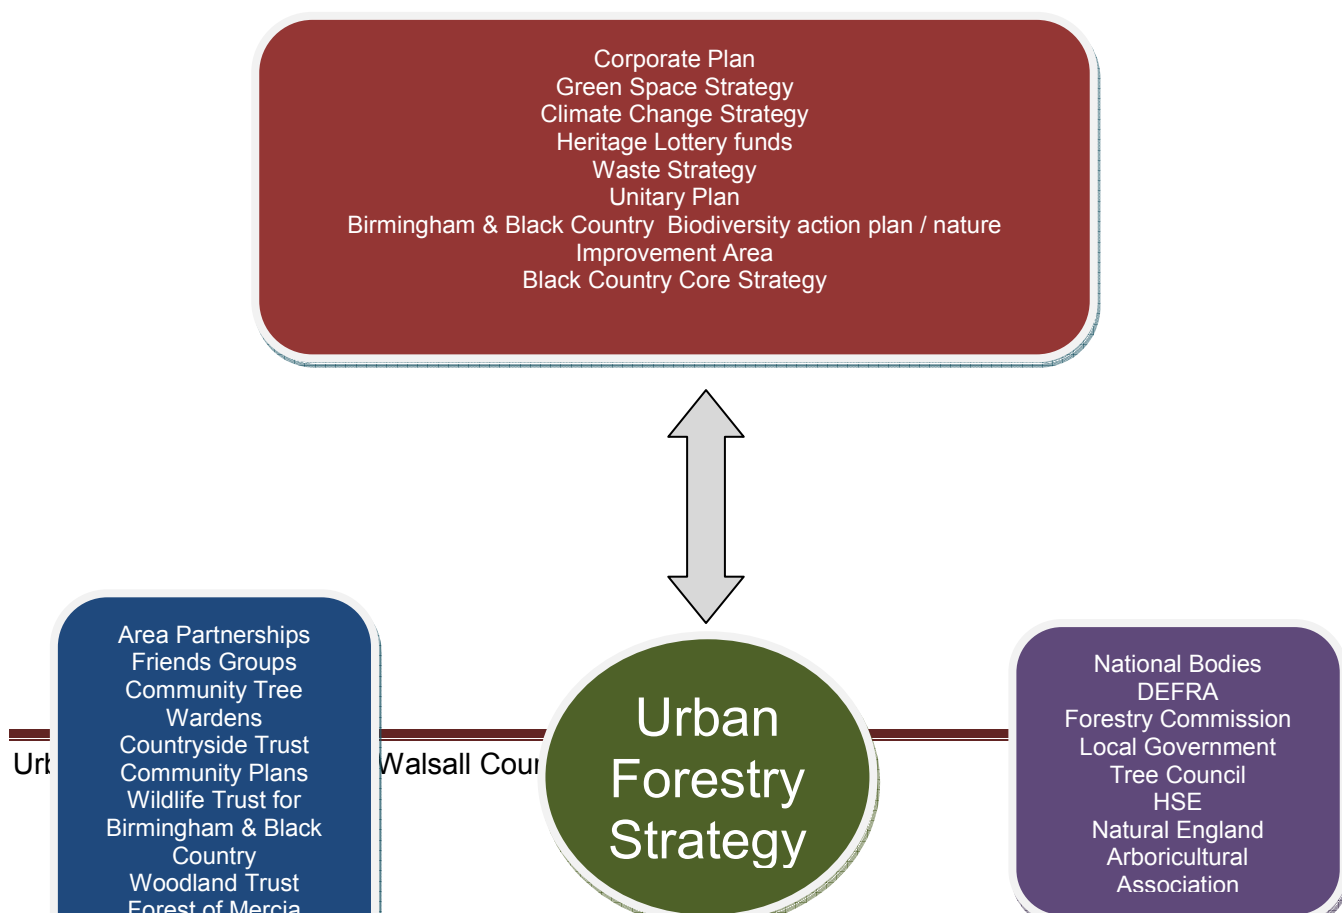 Corporate Plan
Green Space Strategy
Climate Change Strategy
Heritage Lottery funds
Waste Strategy
Unitary Plan
Birmingham & Black Country  Biodiversity action plan / nature
Improvement Area
Black Country Core Strategy
Area Partnerships
Friends Groups
Community Tree
Wardens
Countryside Trust
Community Plans
Wildlife Trust for
Birmingham & Black
Country
Woodland Trust
Forest of Mercia
Urban
Forestry
Strategy
National Bodies
DEFRA
Forestry Commission
Local Government
Tree Council
HSE
Natural England
Arboricultural
Association
Walsall